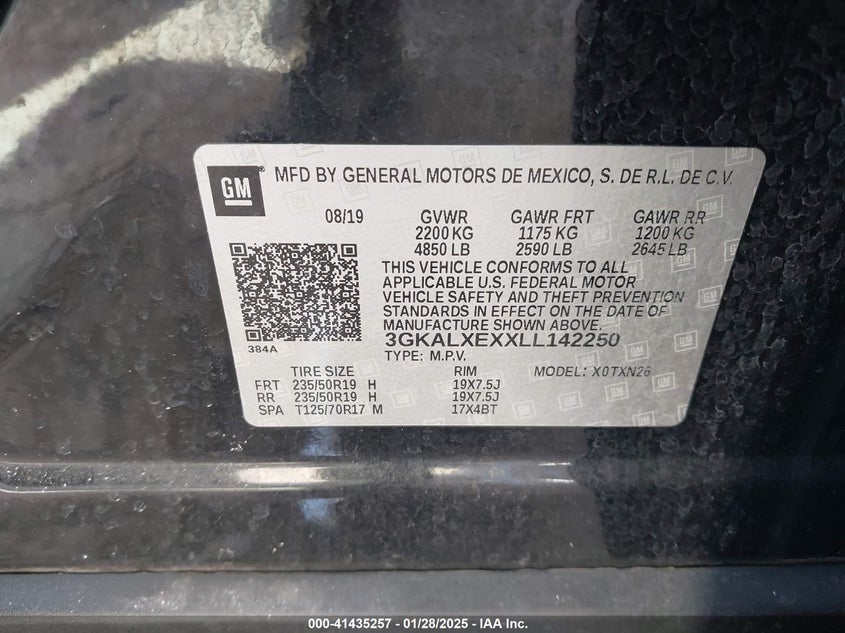 GM
MFD BY GENERAL MOTORS DE MEXICO, S. DE R.L. DE C.V.
08/19 GVWR GAWR FRT GAWR RR
2200 KG 1175 KG 1200 KG
4850 LB 2590 LB 2645 LB
THIS VEHICLE CONFORMS TO ALL
APPLICABLE U.S. FEDERAL MOTOR
VEHICLE SAFETY AND THEFT PREVENTION
STANDARDS IN EFFECT ON THE DATE OF
MANUFACTURE SHOWN ABOVE.
384A
3GKALXEXXLL142250
TYPE: M.P.V.
TIRE SIZE RIM MODEL: X0TXN26
FRT 235/50R19 H 19X7.5J
RR 235/50R19 H 19X7.5J
SPA T125/70R17 M 17X4BT
000-41435257 - 01/28/2025 - IAA Inc.